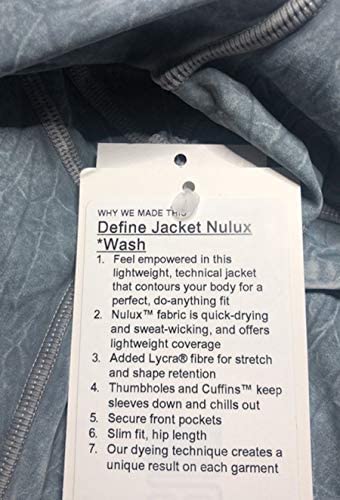 WHY WE MADE THIS
Define Jacket Nulux
*Wash
1. Feel empowered in this
lightweight, technical jacket
that contours your body for a
perfect, do-anything fit
2. Nulux™ fabric is quick-drying
and sweat-wicking, and offers
lightweight coverage
3. Added Lycra® fibre for stretch
and shape retention
4. Thumbholes and Cuffins™ keep
sleeves down and chills out
5. Secure front pockets
6. Slim fit, hip length
7. Our dyeing technique creates a
unique result on each garment